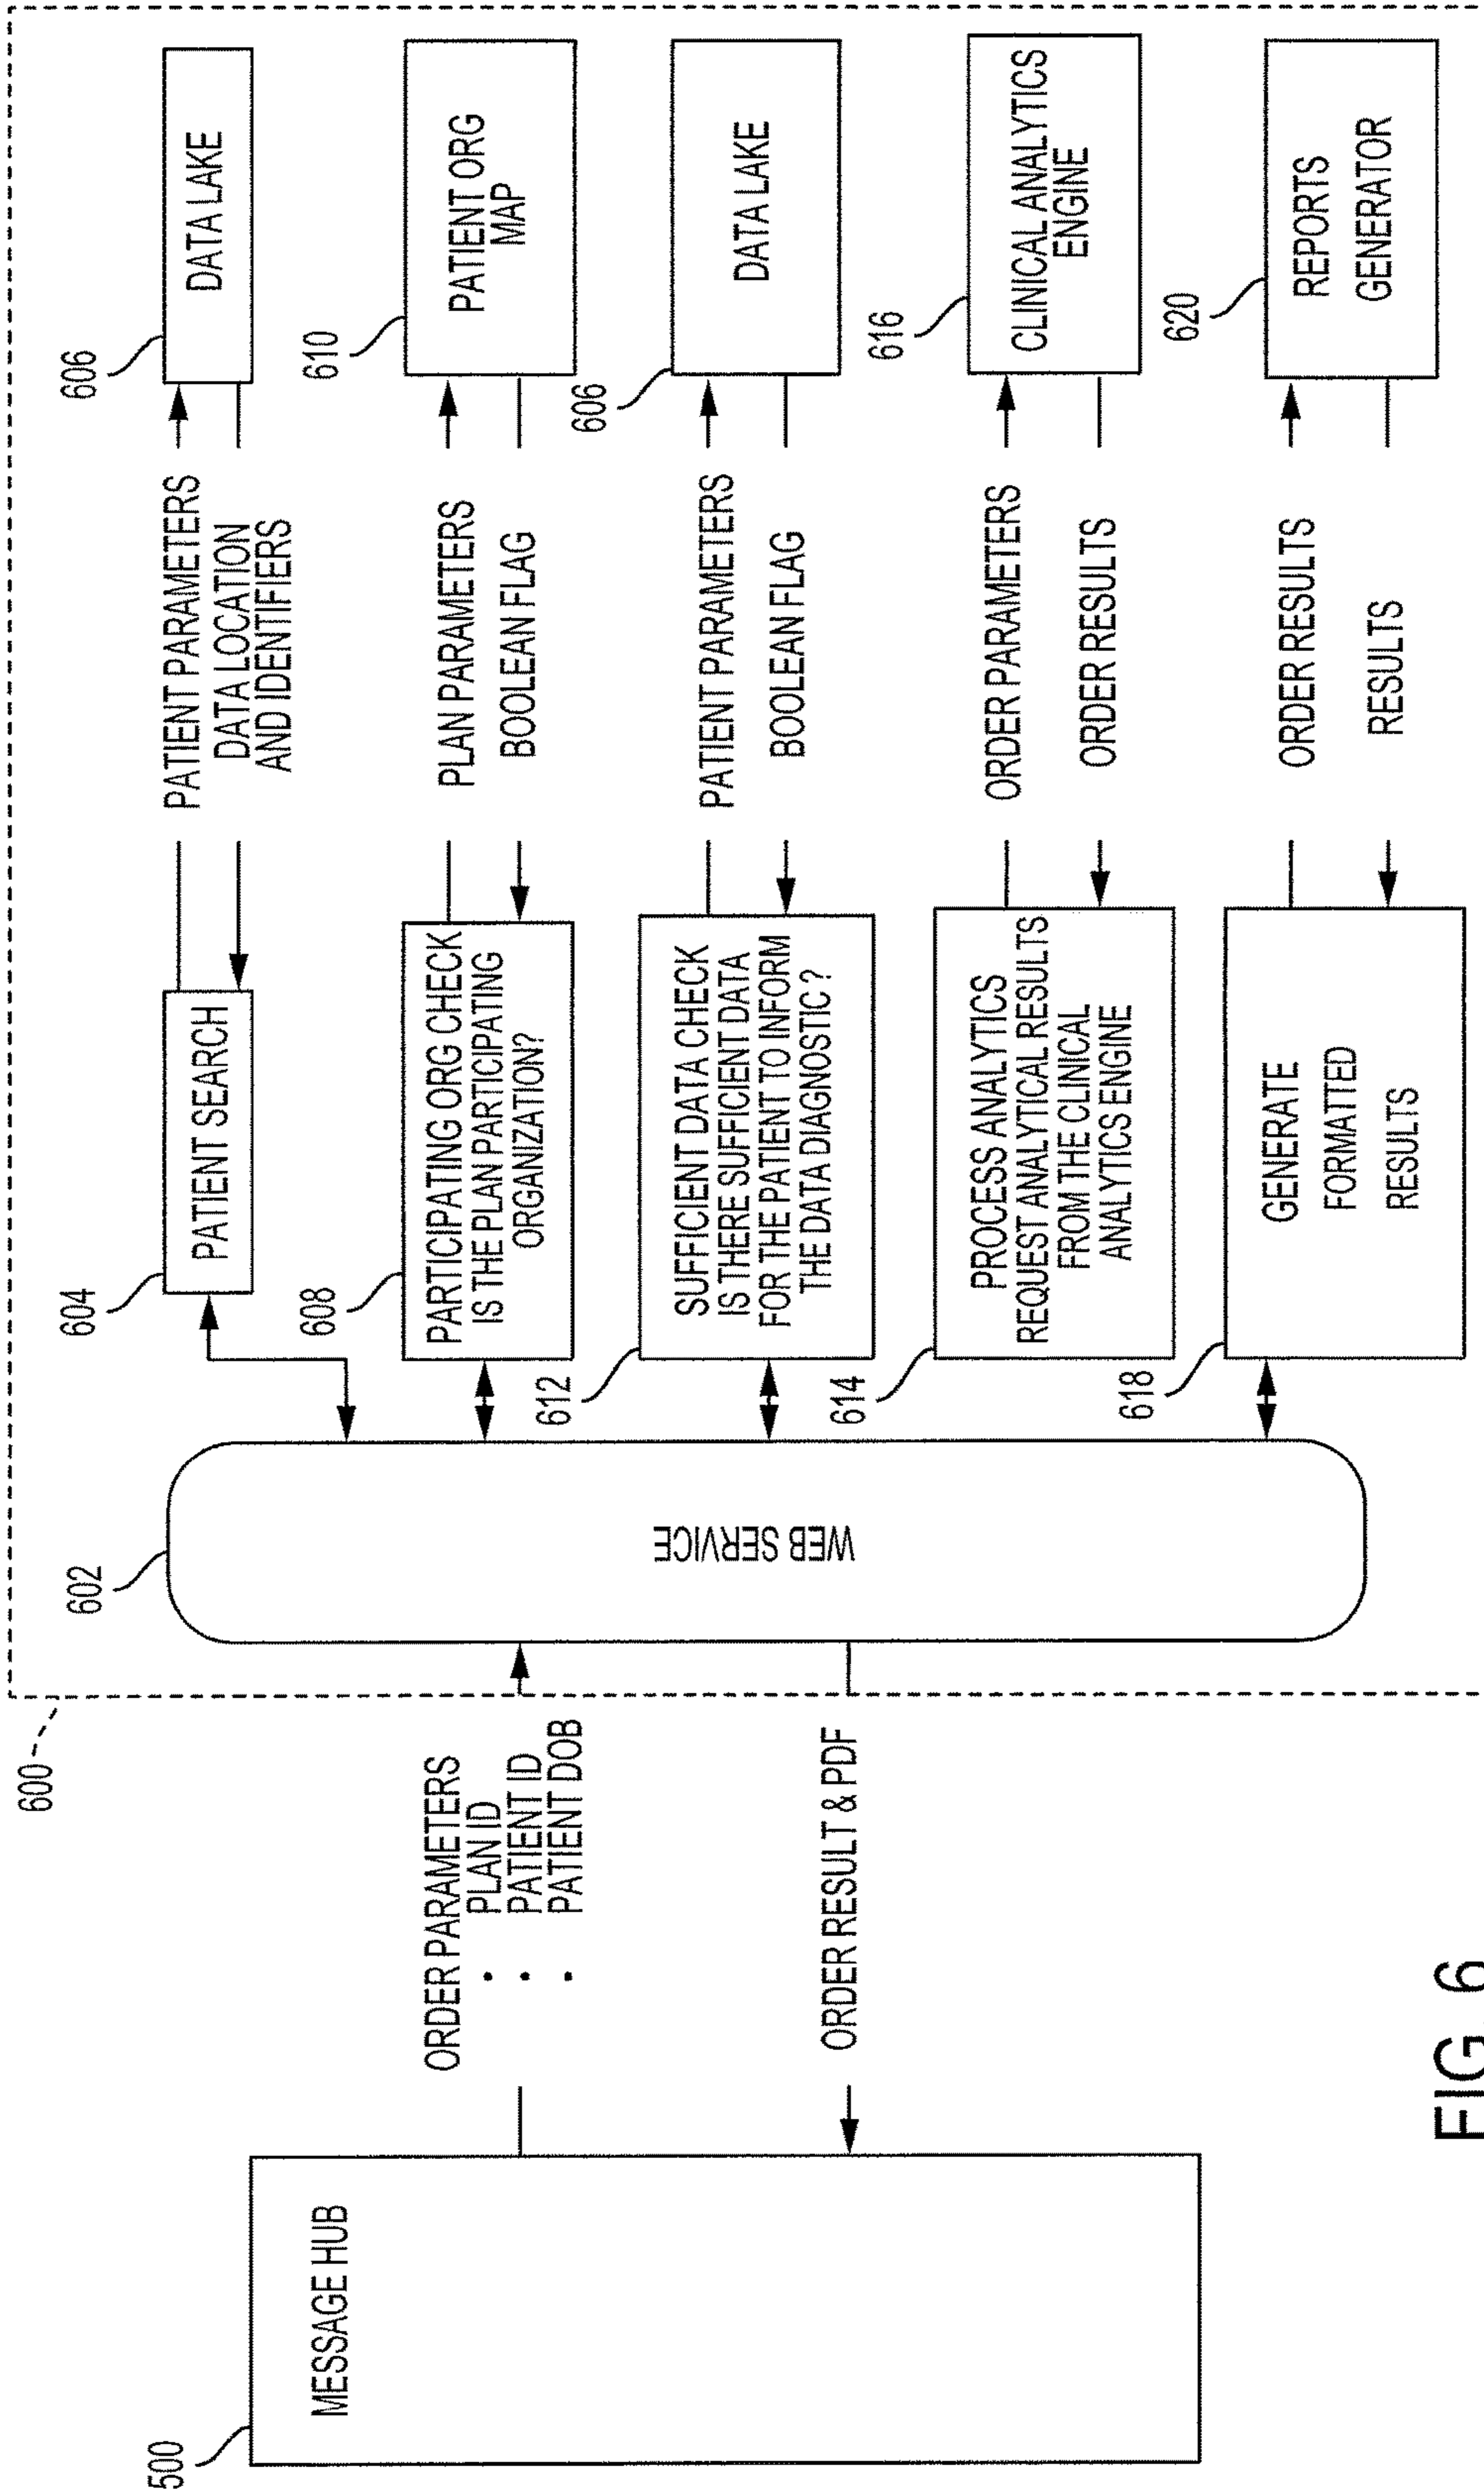 600
500
MESSAGE HUB
ORDER PARAMETERS
• PLAN ID
• PATIENT ID
• PATIENT DOB
ORDER RESULT & PDF
602
WEB SERVICE
604
PATIENT SEARCH
PATIENT PARAMETERS
DATA LOCATION
AND IDENTIFIERS
606
DATA LAKE
608
PARTICIPATING ORG CHECK
IS THE PLAN PARTICIPATING
ORGANIZATION?
PLAN PARAMETERS
BOOLEAN FLAG
610
PATIENT ORG
MAP
612
SUFFICIENT DATA CHECK
IS THERE SUFFICIENT DATA
FOR THE PATIENT TO INFORM
THE DATA DIAGNOSTIC ?
PATIENT PARAMETERS
BOOLEAN FLAG
606
DATA LAKE
614
PROCESS ANALYTICS
REQUEST ANALYTICAL RESULTS
FROM THE CLINICAL
ANALYTICS ENGINE
ORDER PARAMETERS
ORDER RESULTS
616
CLINICAL ANALYTICS
ENGINE
618
GENERATE
FORMATTED
RESULTS
ORDER RESULTS
RESULTS
620
REPORTS
GENERATOR
FIG. 6